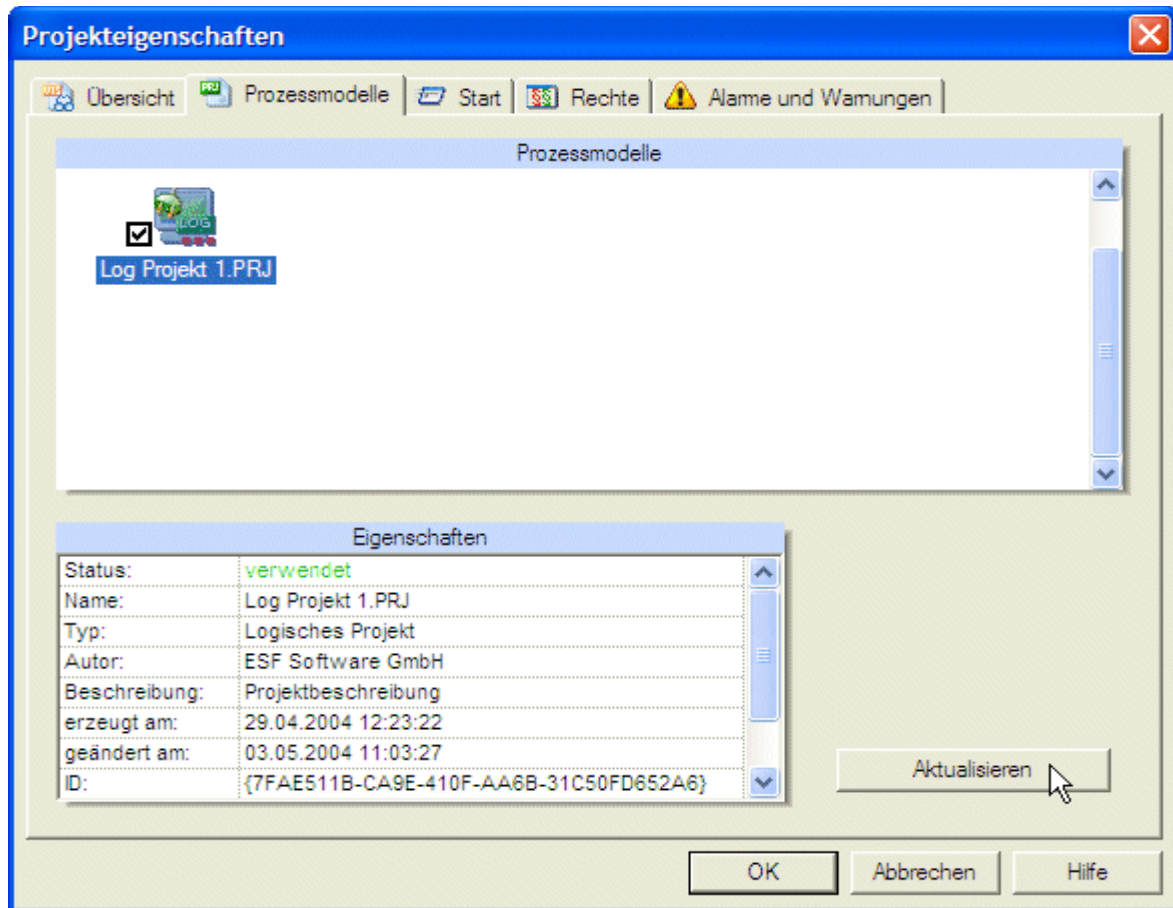 Projekteigenschaften
Übersicht Prozessmodelle Start Rechte Alarme und Warnungen
Prozessmodelle
LOG
Log Projekt 1.PRJ
Eigenschaften
Status: verwendet
Name: Log Projekt 1.PRJ
Typ: Logisches Projekt
Autor: ESF Software GmbH
Beschreibung: Projektbeschreibung
erzeugt am: 29.04.2004 12:23:22
geändert am: 03.05.2004 11:03:27
ID: {7FAE511B-CA9E-410F-AA6B-31C50FD652A6}
Aktualisieren
OK Abbrechen Hilfe